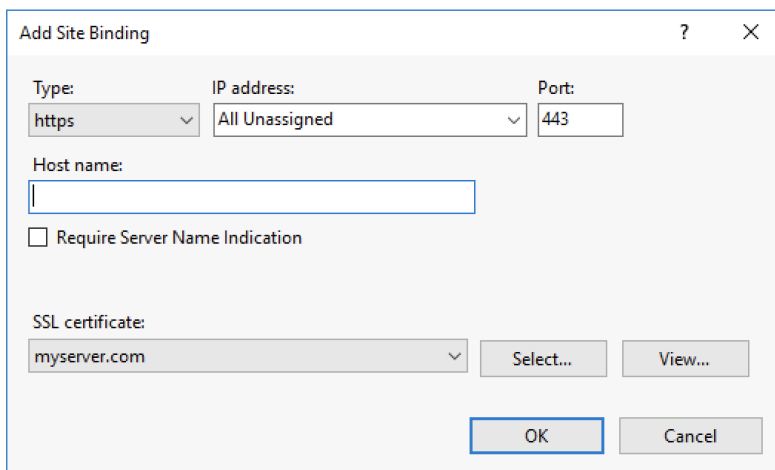 Add Site Binding ?
Type: IP address: Port:
https All Unassigned 443
Host name:
Require Server Name Indication
SSL certificate:
myserver.com Select... View...
OK Cancel